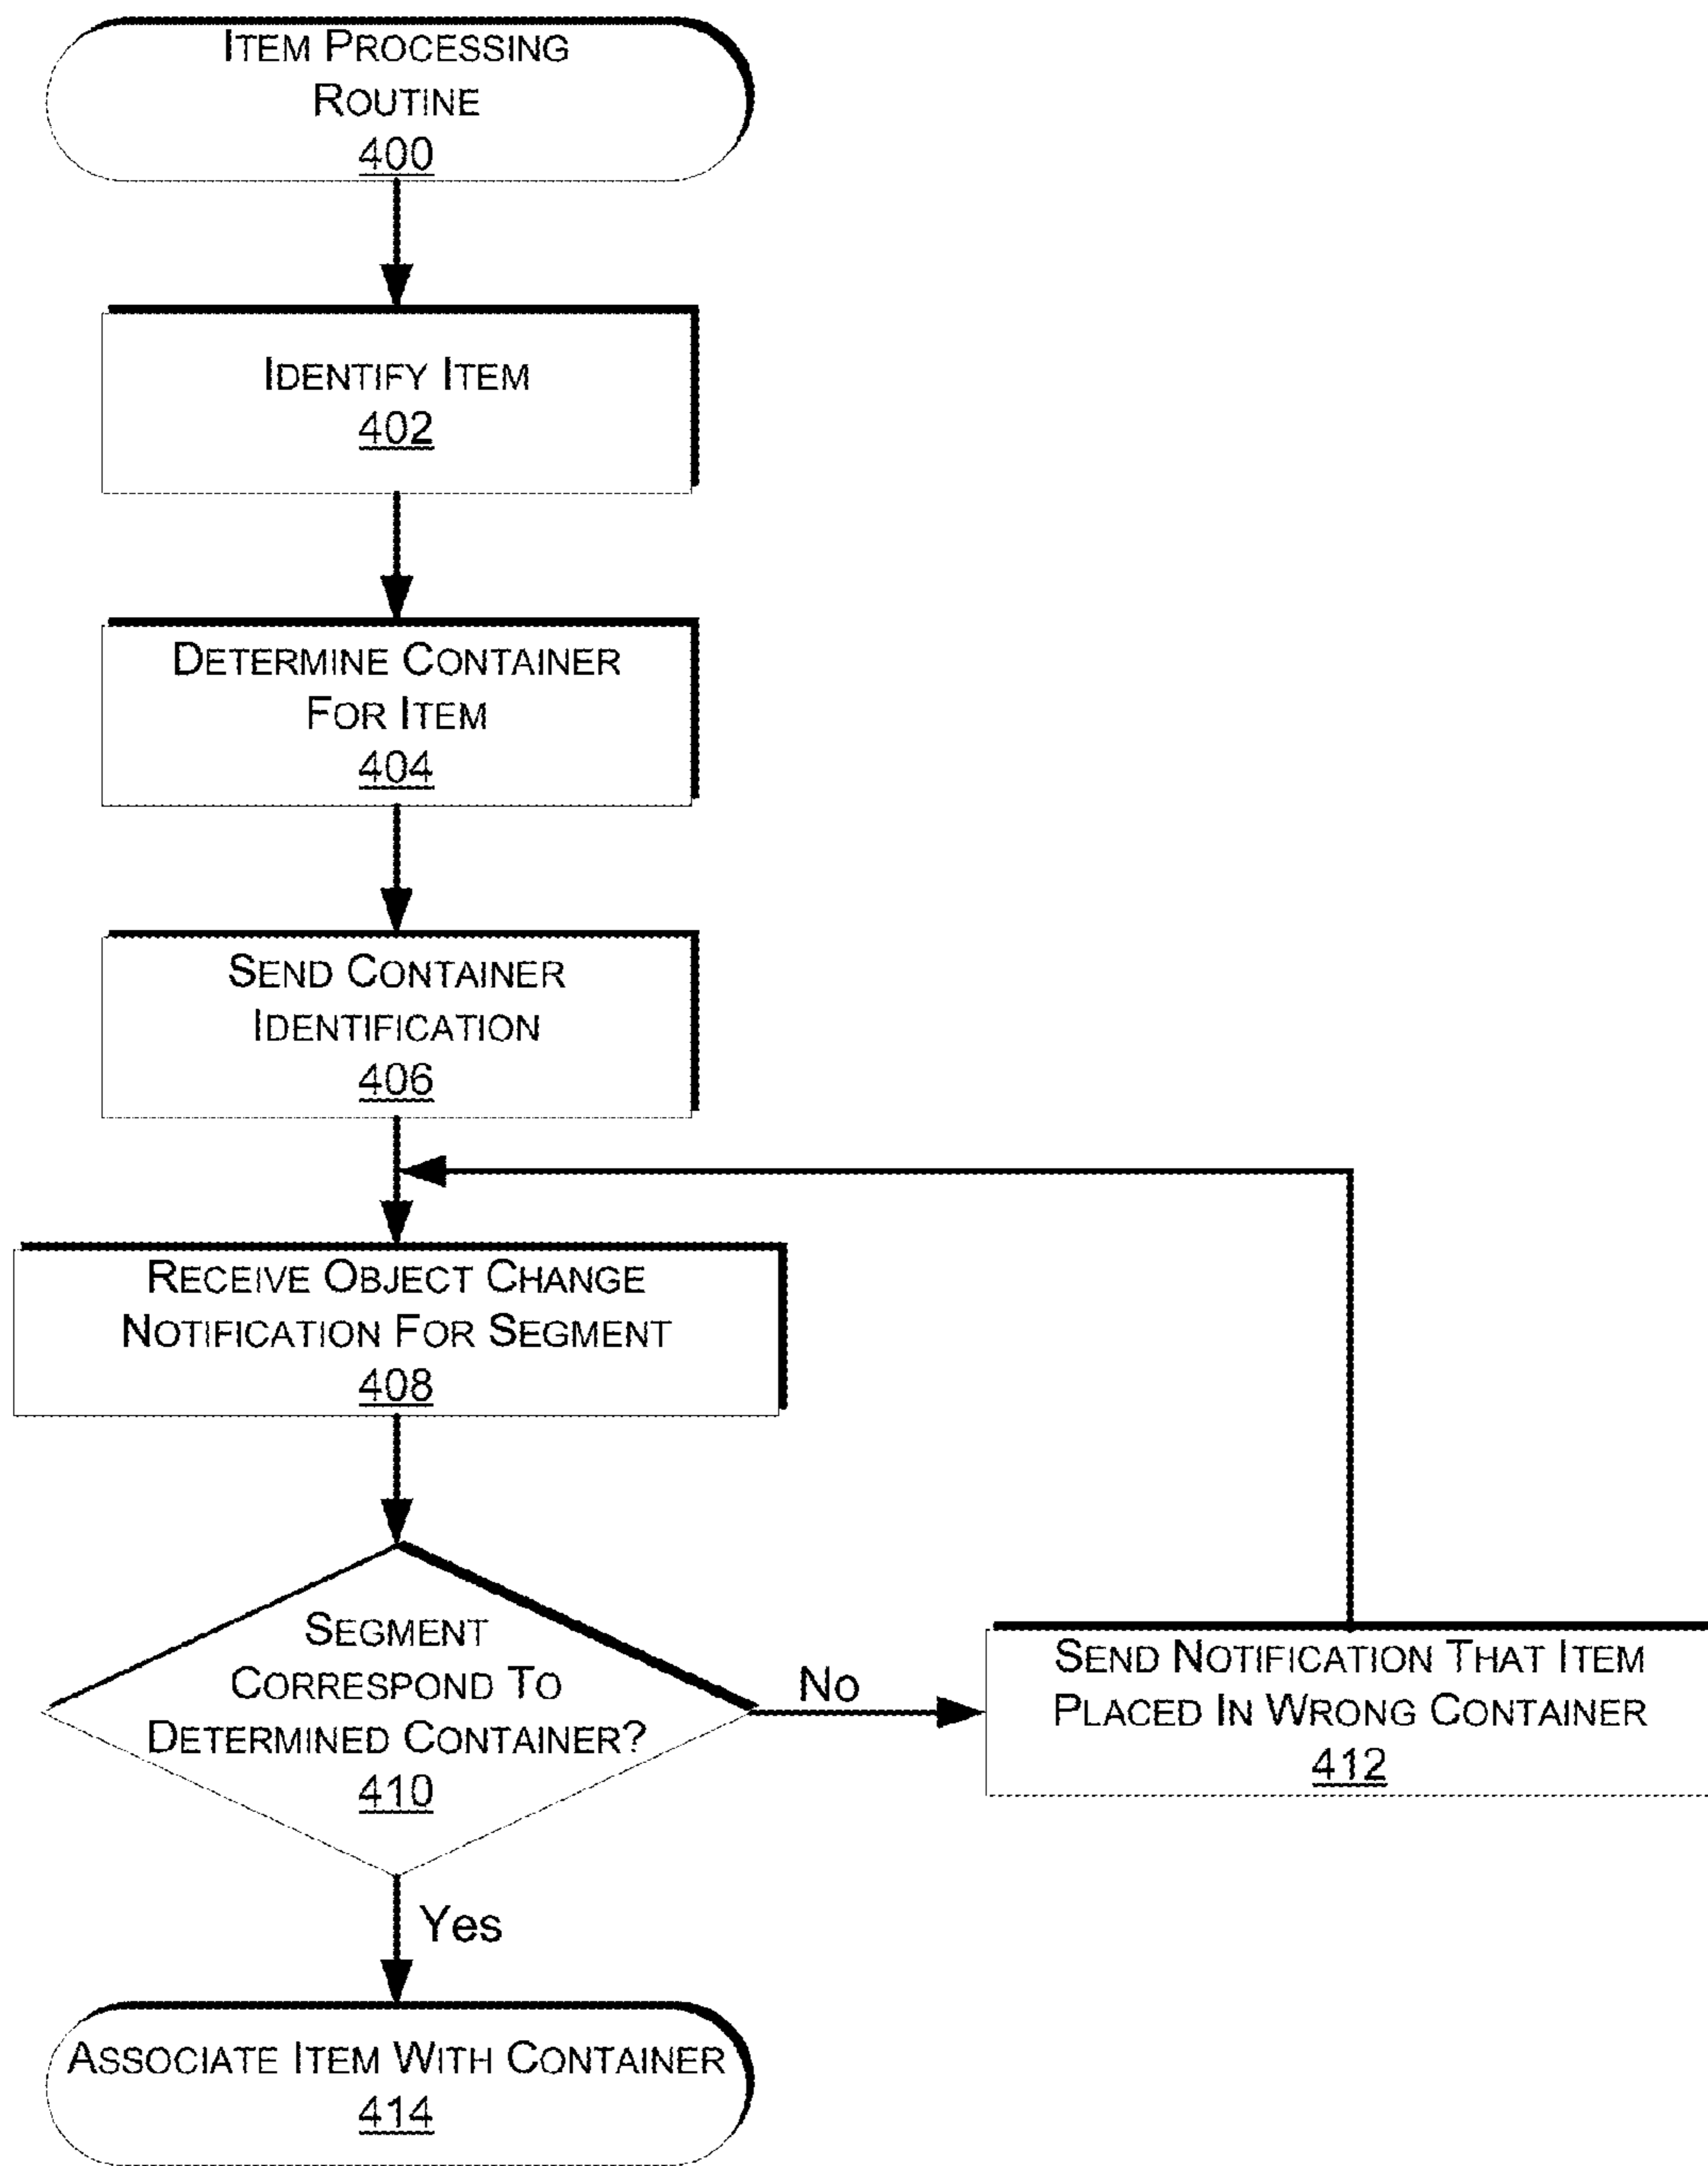 ITEM PROCESSING
ROUTINE
400
IDENTIFY ITEM
402
DETERMINE CONTAINER
FOR ITEM
404
SEND CONTAINER
IDENTIFICATION
406
RECEIVE OBJECT CHANGE
NOTIFICATION FOR SEGMENT
408
SEGMENT
CORRESPOND TO
DETERMINED CONTAINER?
410
No
SEND NOTIFICATION THAT ITEM
PLACED IN WRONG CONTAINER
412
Yes
ASSOCIATE ITEM WITH CONTAINER
414